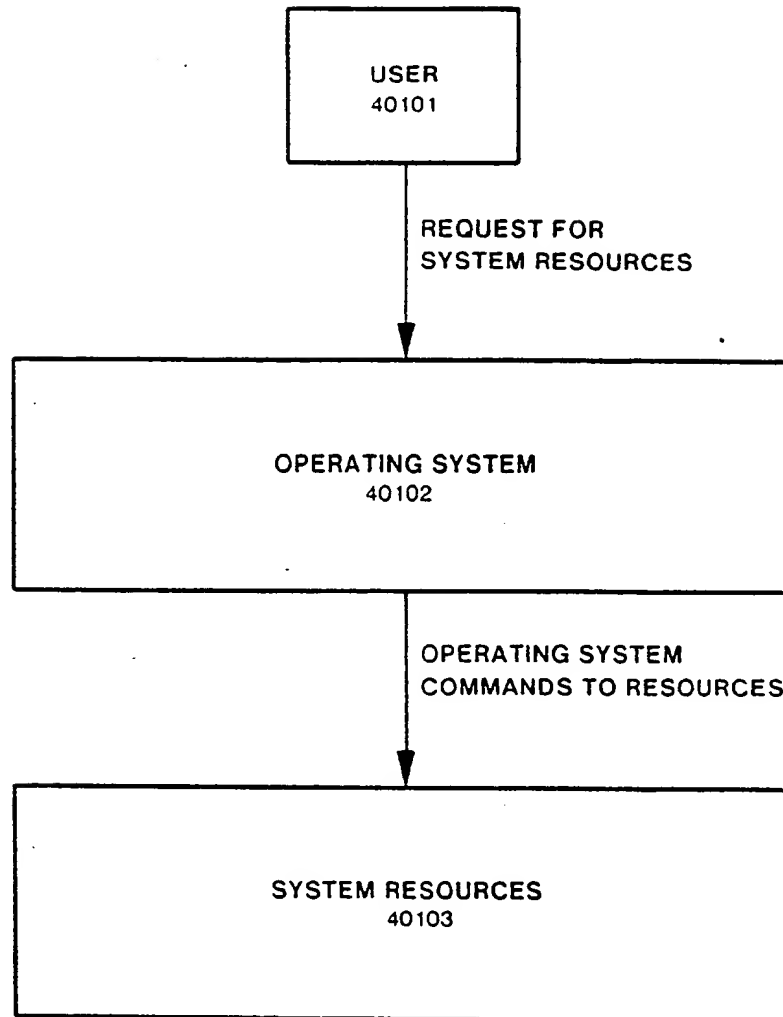 USER
40101
REQUEST FOR
SYSTEM RESOURCES
OPERATING SYSTEM
40102
OPERATING SYSTEM
COMMANDS TO RESOURCES
SYSTEM RESOURCES
40103